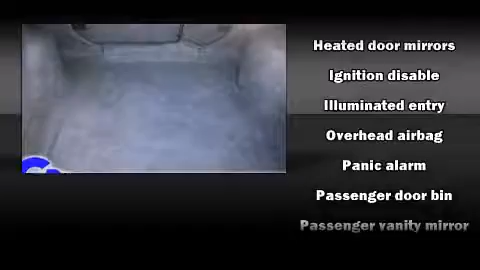 Heated door mirrors
Ignition disable
Illuminated entry
Overhead airbag
Panic alarm
Passenger door bin
Passenger vanity mirror